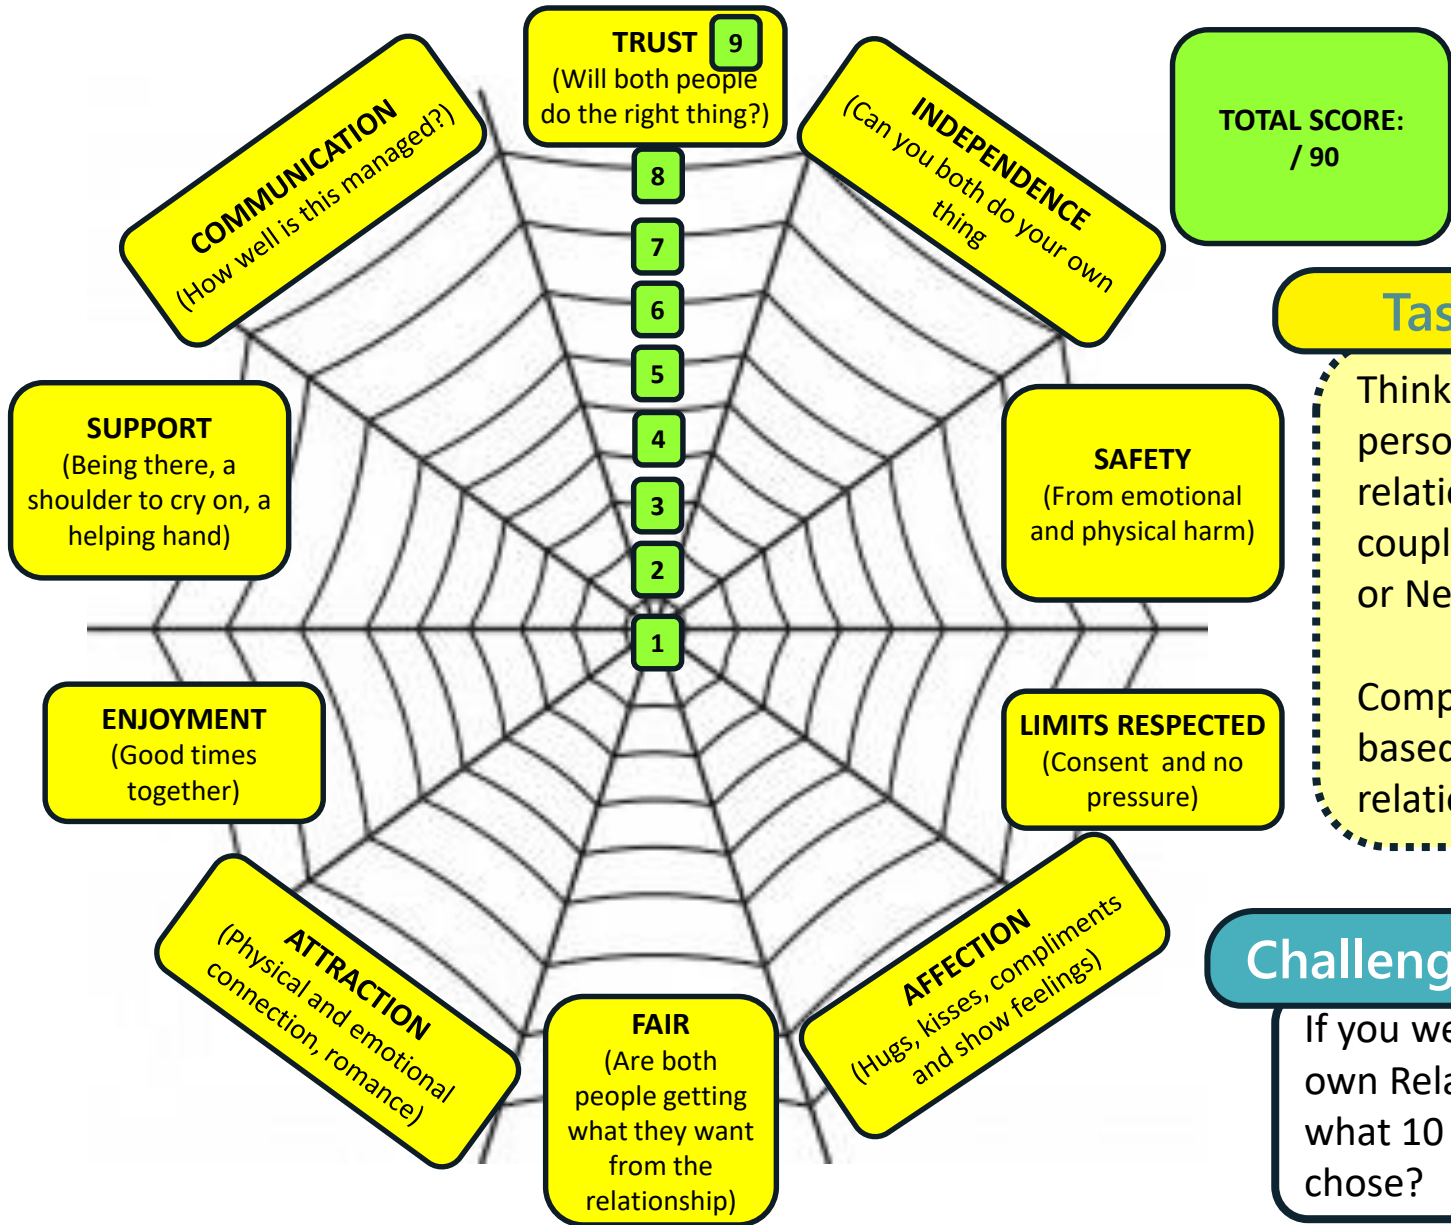 TRUST 9
(Will both people
do the right thing?)
COMMUNICATION
(How well is this managed?)
INDEPENDENCE
(Can you both do your own
thing
TOTAL SCORE:
/ 90
8
7
6
5
4
3
2
1
SUPPORT
(Being there, a
shoulder to cry on, a
helping hand)
SAFETY
(From emotional
and physical harm)
ENJOYMENT
(Good times
together)
LIMITS RESPECTED
(Consent and no
pressure)
ATTRACTION
(Physical and emotional
connection, romance)
FAIR
(Are both
people getting
what they want
from the
relationship)
AFFECTION
(Hugs, kisses, compliments
and show feelings)
Tas
Think
perso
relatio
coupl
or Ne
Comp
based
relatio
Challeng
If you we
own Rela
what 10
chose?